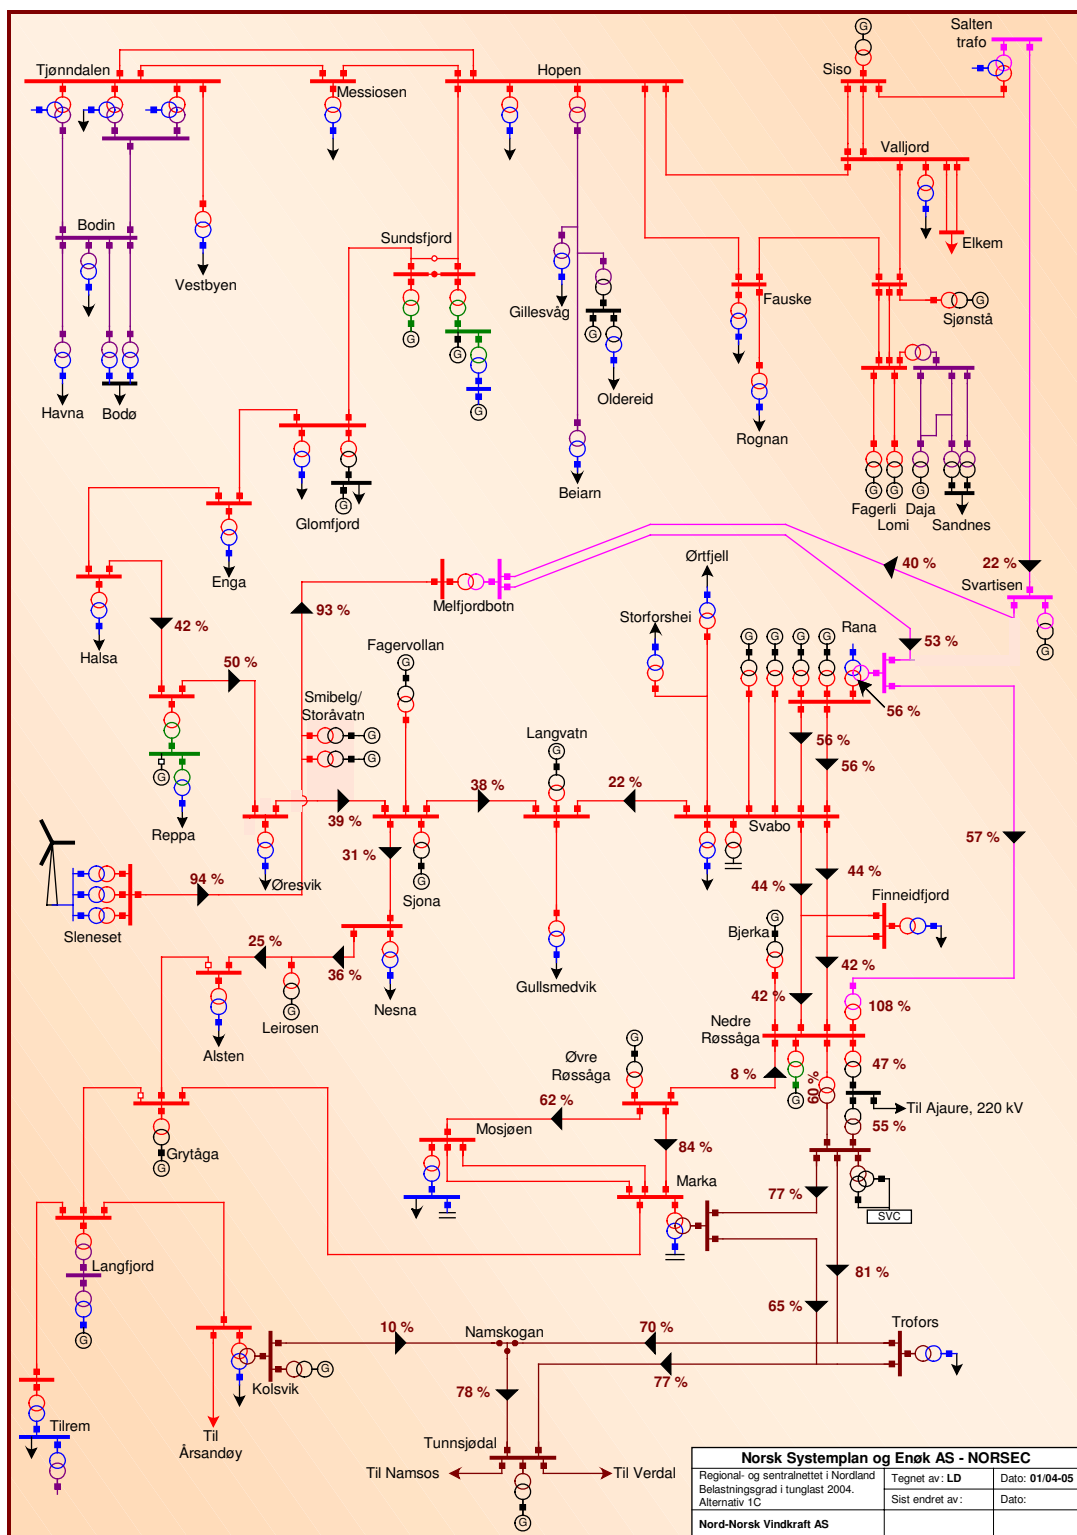 Salten
trafo
G
Siso
Tjønndalen
Messiosen
Hopen
Valljord
Elkem
Bodin
Vestbyen
Sundsfjord
Gillesvåg
Fauske
Sjønstå
G
G
G
G
G
Oldereid
Havna
Bodø
Rognan
Beiarn
G
G
G
G
Fagerli
Daja
Lomi
Sandnes
G
Glomfjord
Enga
Halsa
42 %
93 %
Melfjordbotn
Ørtfjell
Storforshei
40 %
22 %
Svartisen
G
53 %
Rana
56 %
56 %
56 %
G
G
G
G
50 %
Fagervollan
G
Smibelg/
Storåvatn
G
G
Langvatn
G
G
Reppa
39 %
38 %
22 %
Svabo
57 %
Øresvik
31 %
Sjona
G
94 %
Sleneset
44 %
44 %
Finneidfjord
Bjerka
G
25 %
36 %
Nesna
Gullsmedvik
42 %
42 %
Leirosen
G
Alsten
Nedre
Røssåga
108 %
47 %
Til Ajaure, 220 kV
55 %
60 %
8 %
G
Øvre
Røssåga
G
62 %
Mosjøen
84 %
Marka
77 %
SVC
Grytåga
G
81 %
65 %
Langfjord
G
10 %
Namskogan
70 %
77 %
Trofors
Kolsvik
G
78 %
Tilrem
Til
Årsandøy
Tunnsjødal
Til Namsos
Til Verdal
G
Norsk Systemplan og Enøk AS - NORSEC
Regional- og sentralnettet i Nordland
Belastningsgrad i tunglast 2004.
Alternativ 1C
Tegnet av: LD
Dato: 01/04-05
Sist endret av:
Dato:
Nord-Norsk Vindkraft AS